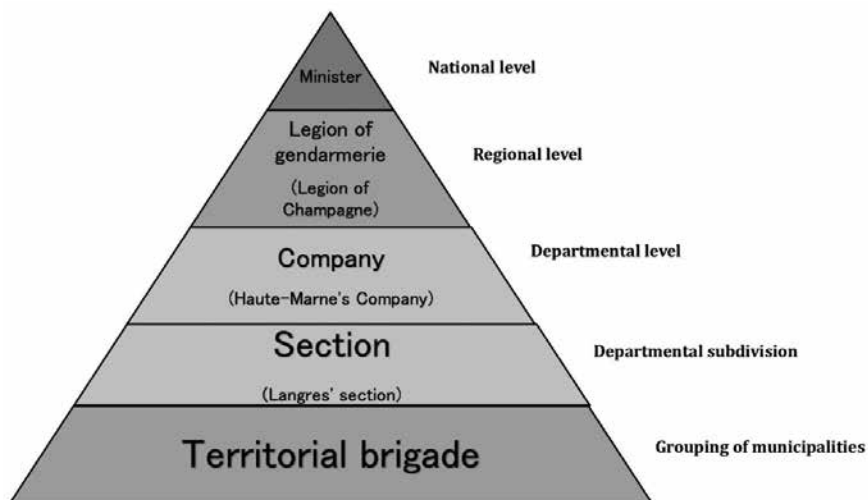 Minister
National level
Legion of
gendarmerie
(Legion of
Champagne)
Regional level
Company
(Haute-Marne's Company)
Departmental level
Section
(Langres' section)
Departmental subdivision
Territorial brigade
Grouping of municipalities